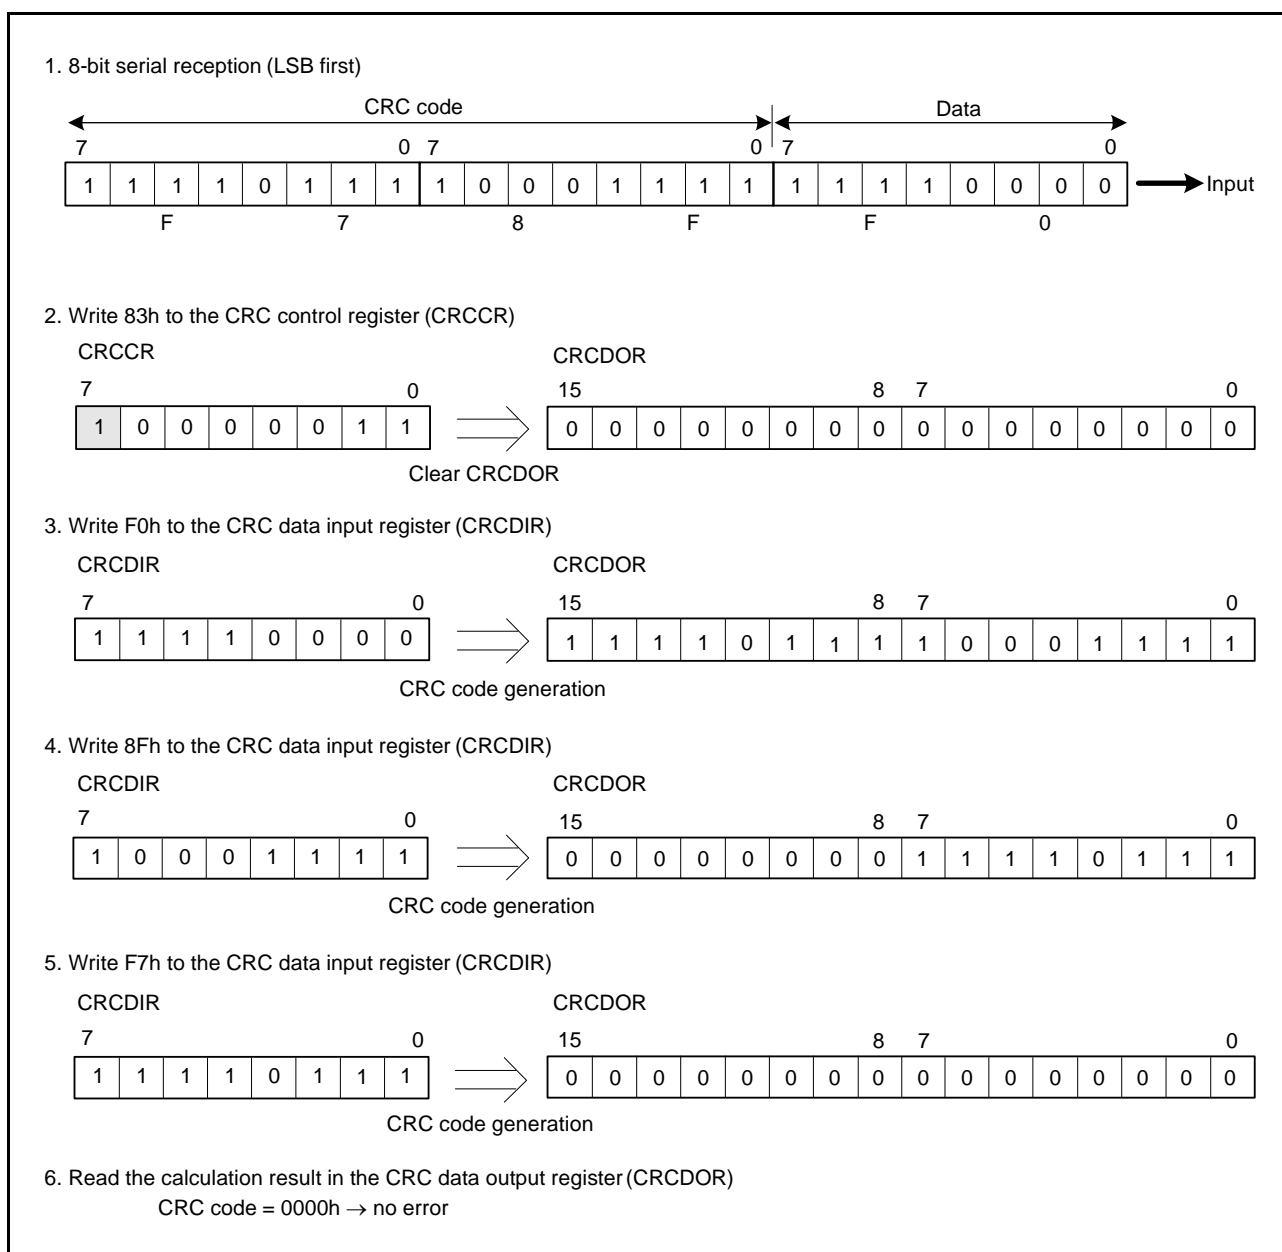 1. 8-bit serial reception (LSB first)
CRC code Data
7 0 7 0 7 0
1 1 1 1 0 1 1 1 1 0 0 0 1 1 1 1 1 1 1 1 0 0 0 0 Input
F 7 8 F F 0
2. Write 83h to the CRC control register (CRCCR)
CRCCR CRCDOR
7 0 15 8 7 0
1 0 0 0 0 0 1 1 0 0 0 0 0 0 0 0 0 0 0 0 0 0 0 0
Clear CRCDOR
3. Write F0h to the CRC data input register (CRCDIR)
CRCDIR CRCDOR
7 0 15 8 7 0
1 1 1 1 0 0 0 0 1 1 1 1 0 1 1 1 1 0 0 0 1 1 1 1
CRC code generation
4. Write 8Fh to the CRC data input register (CRCDIR)
CRCDIR CRCDOR
7 0 15 8 7 0
1 0 0 0 1 1 1 1 0 0 0 0 0 0 0 0 1 1 1 1 0 1 1 1
CRC code generation
5. Write F7h to the CRC data input register (CRCDIR)
CRCDIR CRCDOR
7 0 15 8 7 0
1 1 1 1 0 1 1 1 0 0 0 0 0 0 0 0 0 0 0 0 0 0 0 0
CRC code generation
6. Read the calculation result in the CRC data output register (CRCDOR)
CRC code = 0000h → no error